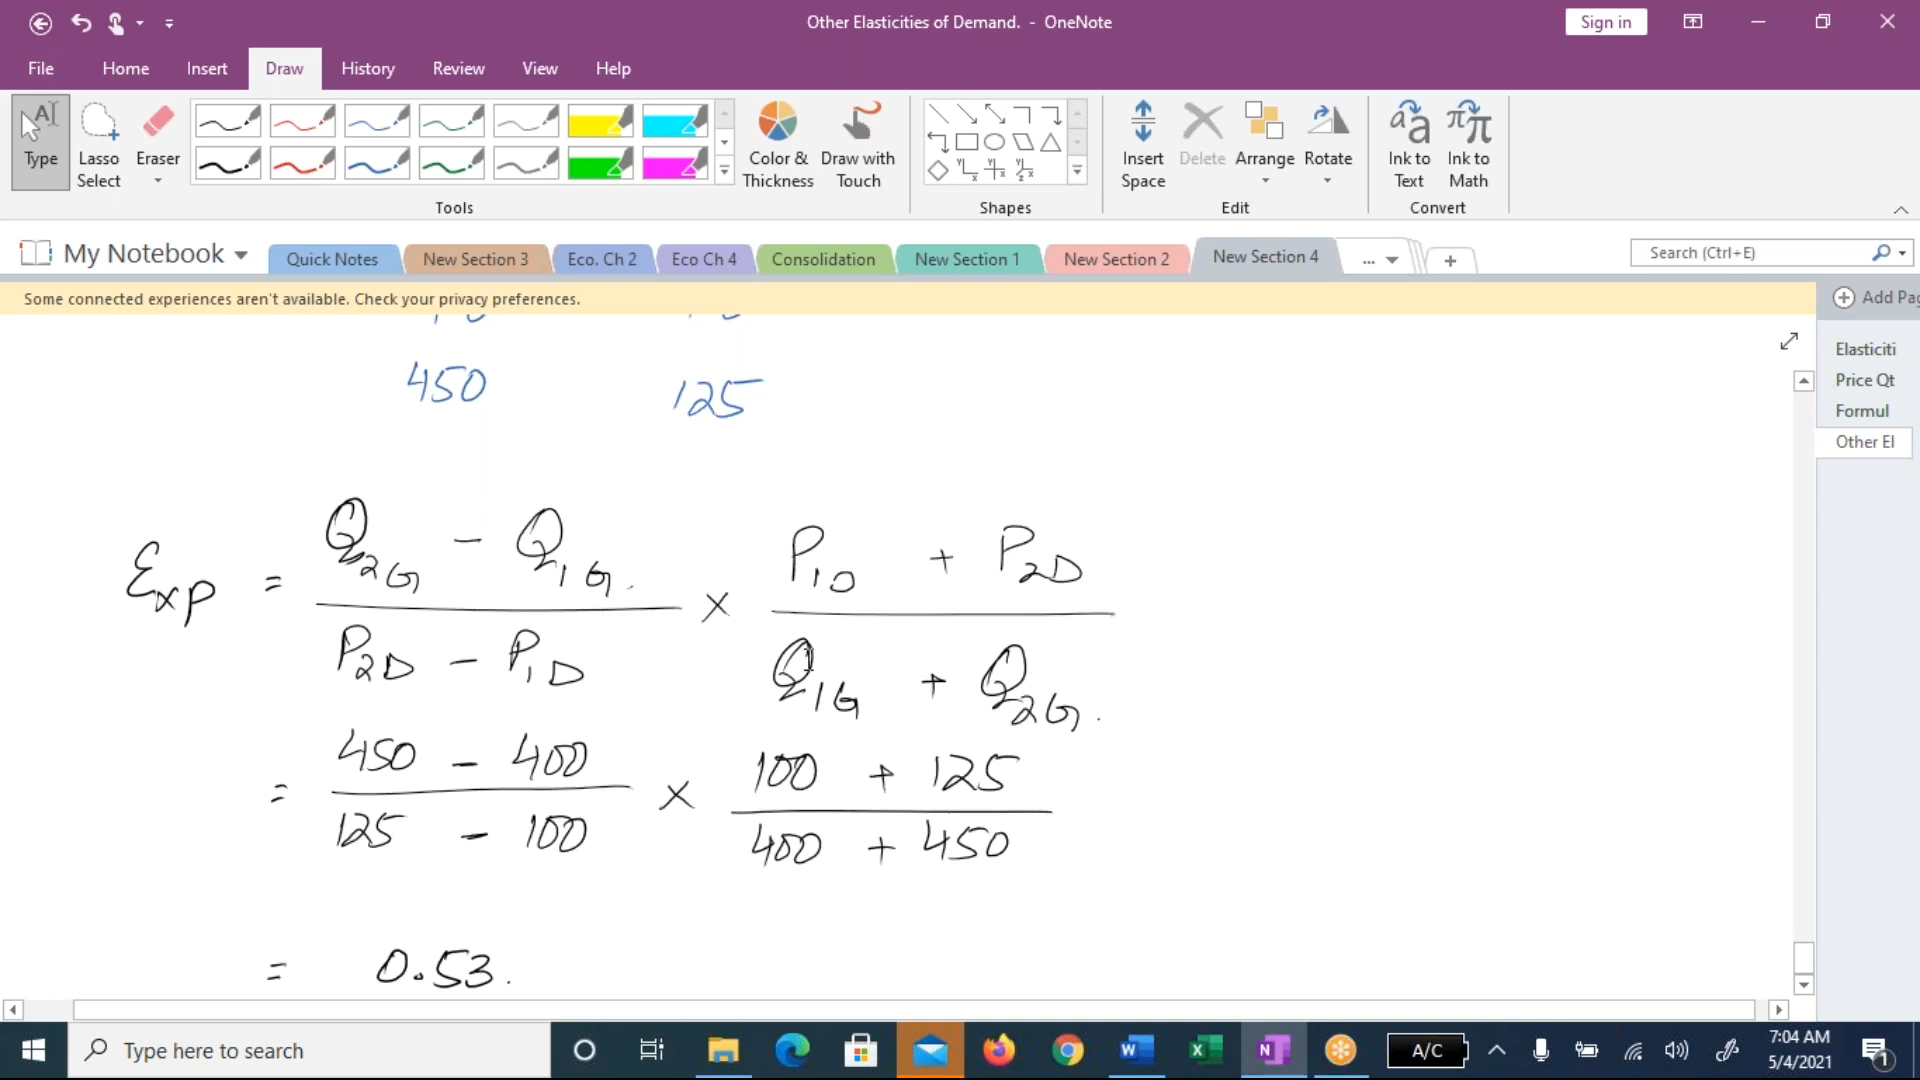 Other Elasticities of Demand. - OneNote
Sign in
File Home Insert Draw History Review View Help
Type
Lasso Select
Eraser
Color & Thickness
Draw with Touch
Insert Space
Delete
Arrange
Rotate
Ink to Text
Ink to Math
Tools Shapes Edit Convert
My Notebook
Quick Notes New Section 3 Eco. Ch 2 Eco Ch 4 Consolidation New Section 1 New Section 2 New Section 4 ...
Search (Ctrl+E)
Some connected experiences aren't available. Check your privacy preferences.
Add Pag
Elasticiti
Price Qt
Formul
Other El
450 125
Q2G - Q1G. P1D + P2D
Exp = ×
P2D - P1D Q1G + Q2G.
450 - 400 100 + 125
= ×
125 - 100 400 + 450
= 0.53.
Type here to search
A/C
7:04 AM
5/4/2021
1